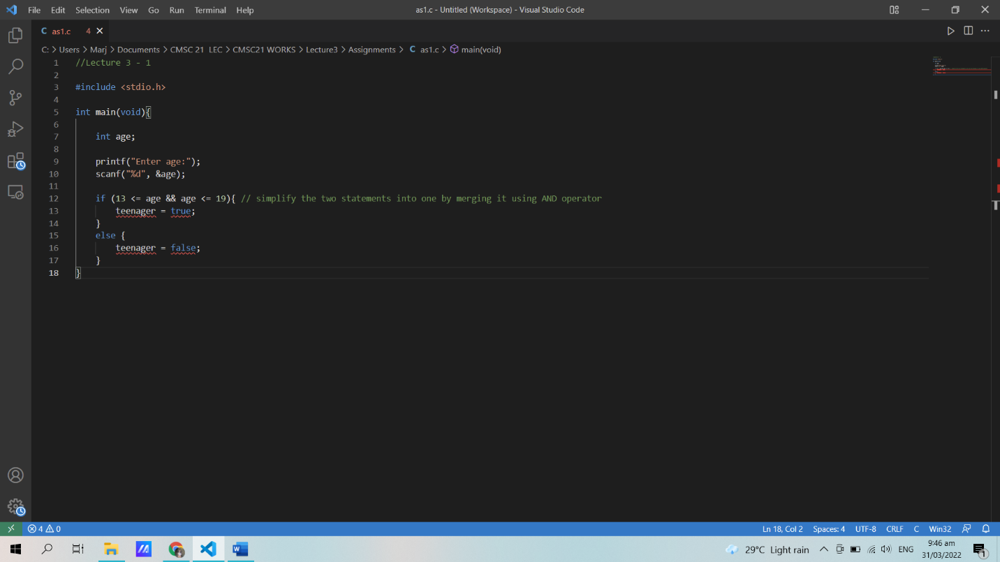 File Edit Selection View Go Run Terminal Help as1.c - Untitled (Workspace) - Visual Studio Code
C as1.c 4
C: > Users > Marj > Documents > CMSC 21 LEC > CMSC21 WORKS > Lecture3 > Assignments > C as1.c > main(void)
1 //Lecture 3 - 1
2
3 #include <stdio.h>
4
5 int main(void){
6
7 int age;
8
9 printf("Enter age:");
10 scanf("%d", &age);
11
12 if (13 <= age && age <= 19){ // simplify the two statements into one by merging it using AND operator
13 teenager = true;
14 }
15 else {
16 teenager = false;
17 }
18 }
4 0 Ln 18, Col 2 Spaces: 4 UTF-8 CRLF C Win32
29°C Light rain ENG 9:46 am
31/03/2022 1